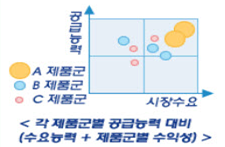 공급능력
A 제품군
B 제품군
C 제품군
시장수요
< 각 제품군별 공급능력 대비
(수요능력 + 제품군별 수익성) >